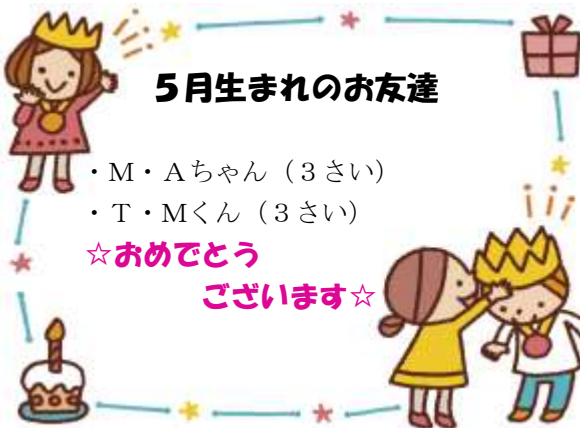 ５月生まれのお友達
・Ｍ・Ａちゃん（３さい）
・Ｔ・Ｍくん（３さい）
☆おめでとう
ございます☆